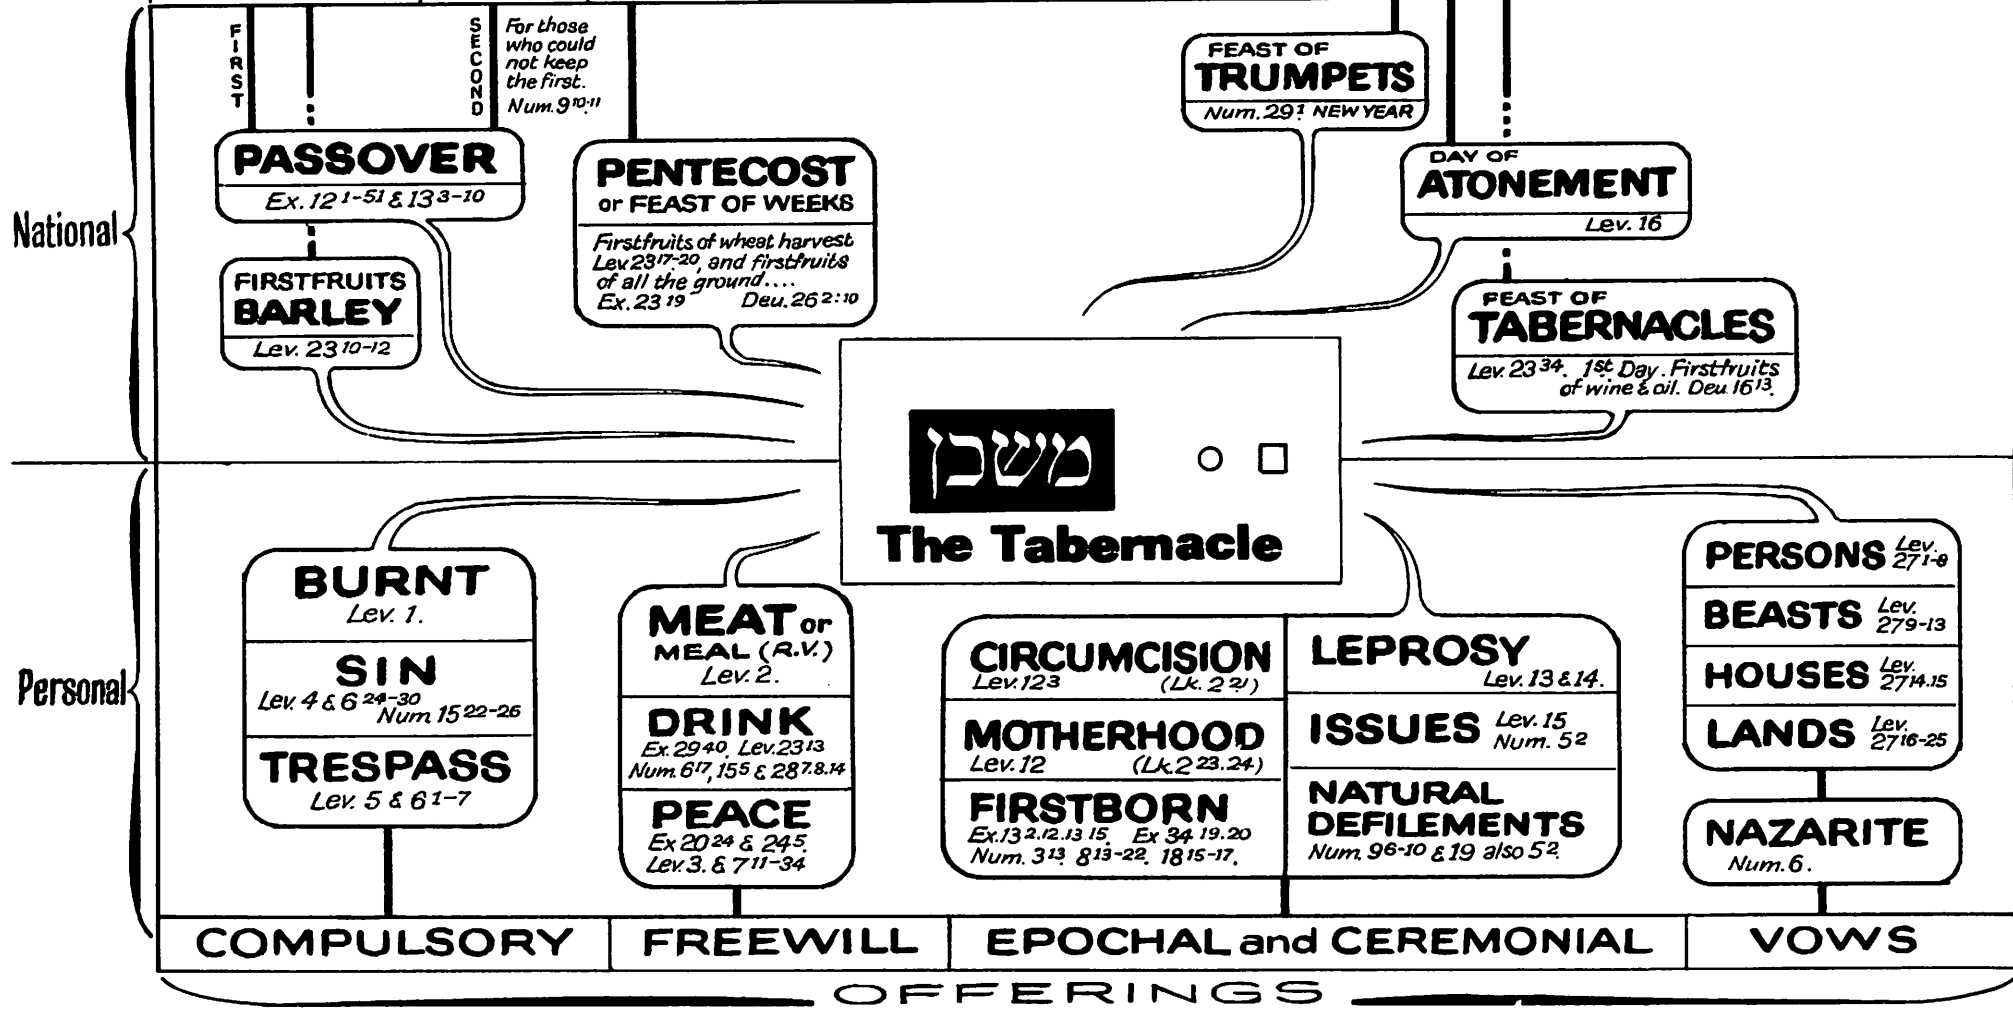 National
FIRST
SECOND
For those
who could
not keep
the first.
Num. 9 10-11
PASSOVER
Ex. 12 1-51 & 13 3-10
FIRSTFRUITS
BARLEY
Lev. 23 10-12
PENTECOST
or FEAST OF WEEKS
Firstfruits of wheat harvest
Lev. 23 17-20, and firstfruits
of all the ground....
Ex. 23 19 Deu. 26 2:10
FEAST OF
TRUMPETS
Num. 29 1 NEW YEAR
DAY OF
ATONEMENT
Lev. 16
FEAST OF
TABERNACLES
Lev. 23 34. 1st Day. Firstfruits
of wine & oil. Deu. 16 13.
משכן
The Tabernacle
Personal
BURNT
Lev. 1.
SIN
Lev. 4 & 6 24-30
Num. 15 22-26
TRESPASS
Lev. 5 & 6 1-7
MEAT or
MEAL (R.V.)
Lev. 2.
DRINK
Ex. 29 40. Lev. 23 13
Num. 6 17, 15 5 & 28 7.8.14
PEACE
Ex 20 24 & 24 5.
Lev. 3. & 7 11-34
CIRCUMCISION
Lev. 12 3 (Lk. 2 21)
MOTHERHOOD
Lev. 12 (Lk. 2 23.24)
FIRSTBORN
Ex. 13 2.12.13 15. Ex 34 19.20
Num. 3 13. 8 13-22. 18 15-17.
LEPROSY
Lev. 13 & 14.
ISSUES Lev. 15
Num. 5 2
NATURAL
DEFILEMENTS
Num. 9 6-10 & 19 also 5 2.
PERSONS Lev.
27 1-8
BEASTS Lev.
27 9-13
HOUSES Lev.
27 14.15
LANDS Lev.
27 16-25
NAZARITE
Num. 6.
COMPULSORY
FREEWILL
EPOCHAL and CEREMONIAL
VOWS
OFFERINGS